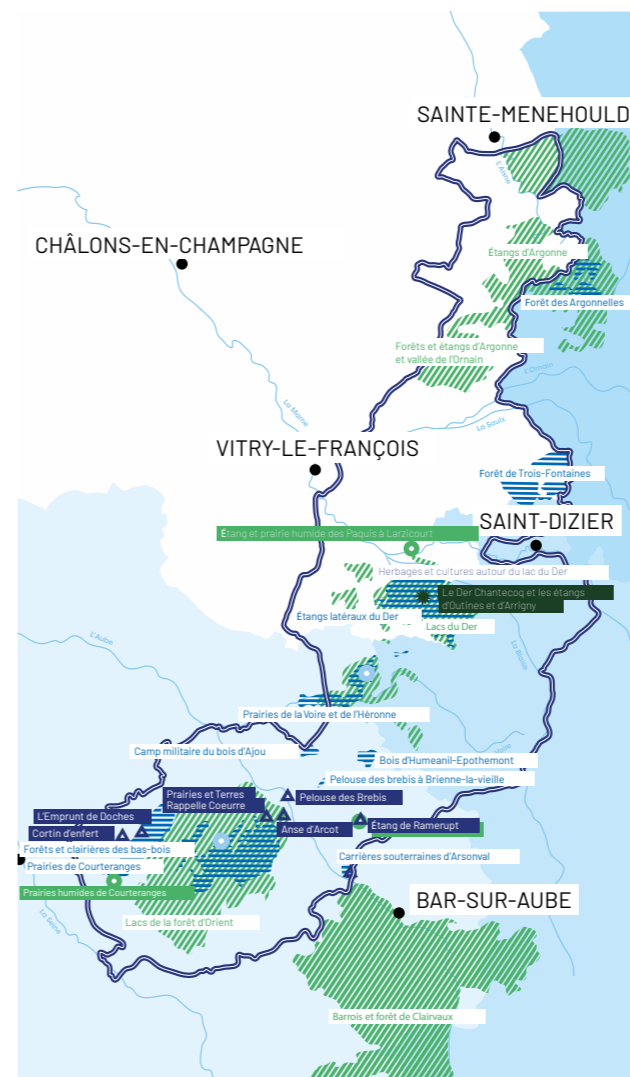 SAINTE-MENEHOULD
L'Aisne
CHÂLONS-EN-CHAMPAGNE
Étangs d'Argonne
Forêt des Argonnelles
Forêts et étangs d'Argonne
et vallée de l'Ornain
L'Ornain
La Marne
La Saulx
VITRY-LE-FRANÇOIS
Forêt de Trois-Fontaines
SAINT-DIZIER
Étang et prairie humide des Paquis à Larzicourt
Herbages et cultures autour du lac du Der
Le Der Chantecoq et les étangs
d'Outines et d'Arrigny
Étangs latéraux du Der
Lacs du Der
L'Aube
La Blaise
Prairies de la Voire et de l'Héronne
Camp militaire du bois d'Ajou
Bois d'Humeanil-Epothemont
Pelouse des brebis à Brienne-la-vieille
Prairies et Terres
Rappelle Coeurre
Pelouse des Brebis
L'Emprunt de Doches
Cortin d'enfert
Anse d'Arcot
Étang de Ramerupt
Forêts et clairières des bas-bois
Prairies de Courteranges
Carrières souterraines d'Arsonval
Prairies humides de Courteranges
La Seine
Lacs de la forêt d'Orient
BAR-SUR-AUBE
Barrois et forêt de Clairvaux